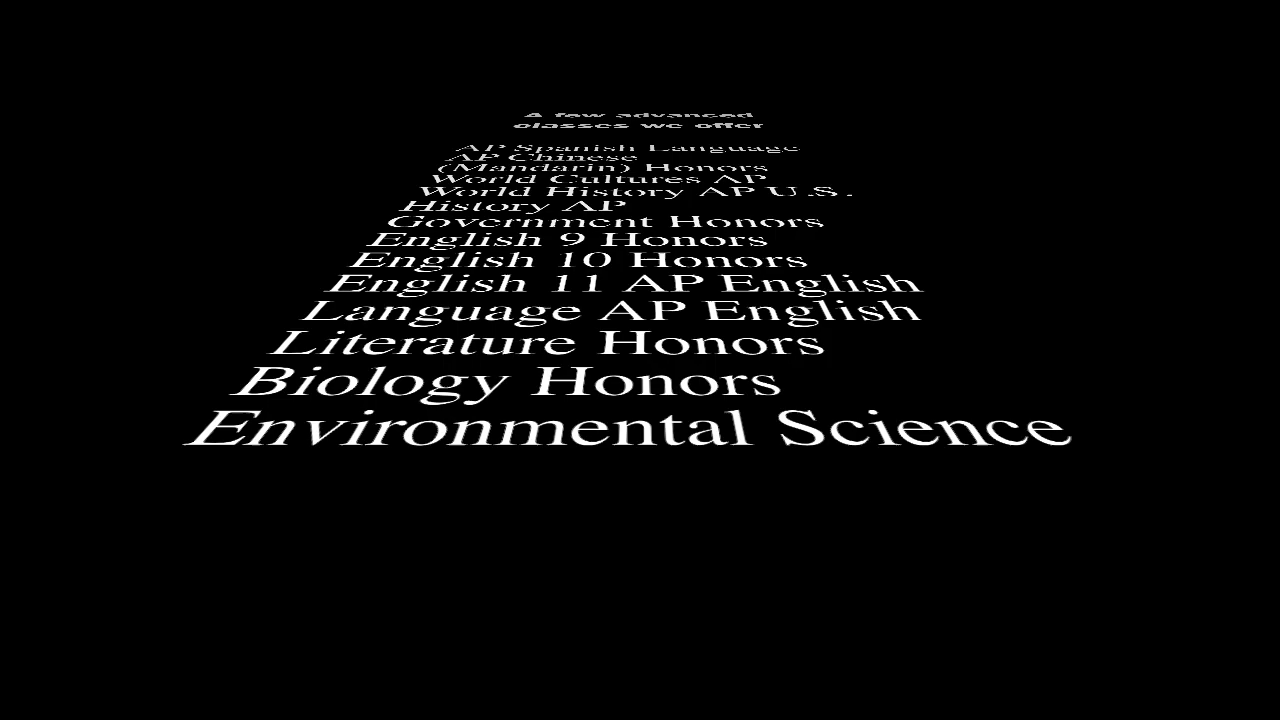 A few advanced
classes we offer
AP Spanish Language
AP Chinese
(Mandarin) Honors
World Cultures AP
World History AP U.S.
History AP
Government Honors
English 9 Honors
English 10 Honors
English 11 AP English
Language AP English
Literature Honors
Biology Honors
Environmental Science